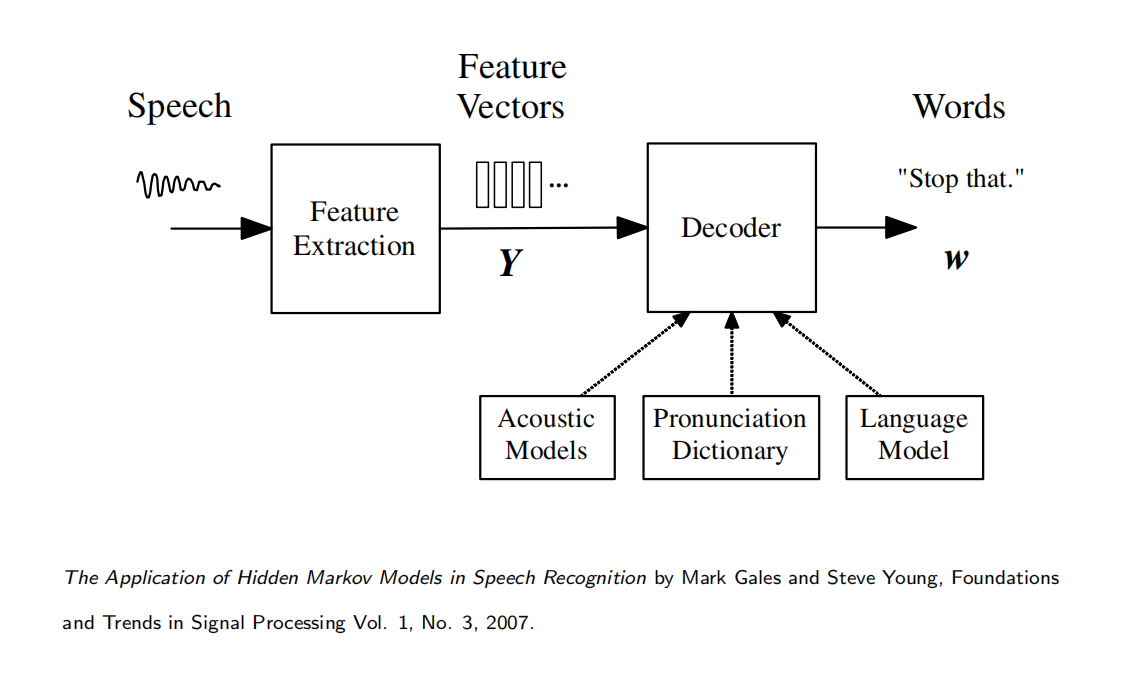 Feature
Vectors
Speech
Words
"Stop that."
Feature
Extraction
...
Y
Decoder
w
Acoustic
Models
Pronunciation
Dictionary
Language
Model
The Application of Hidden Markov Models in Speech Recognition by Mark Gales and Steve Young, Foundations
and Trends in Signal Processing Vol. 1, No. 3, 2007.